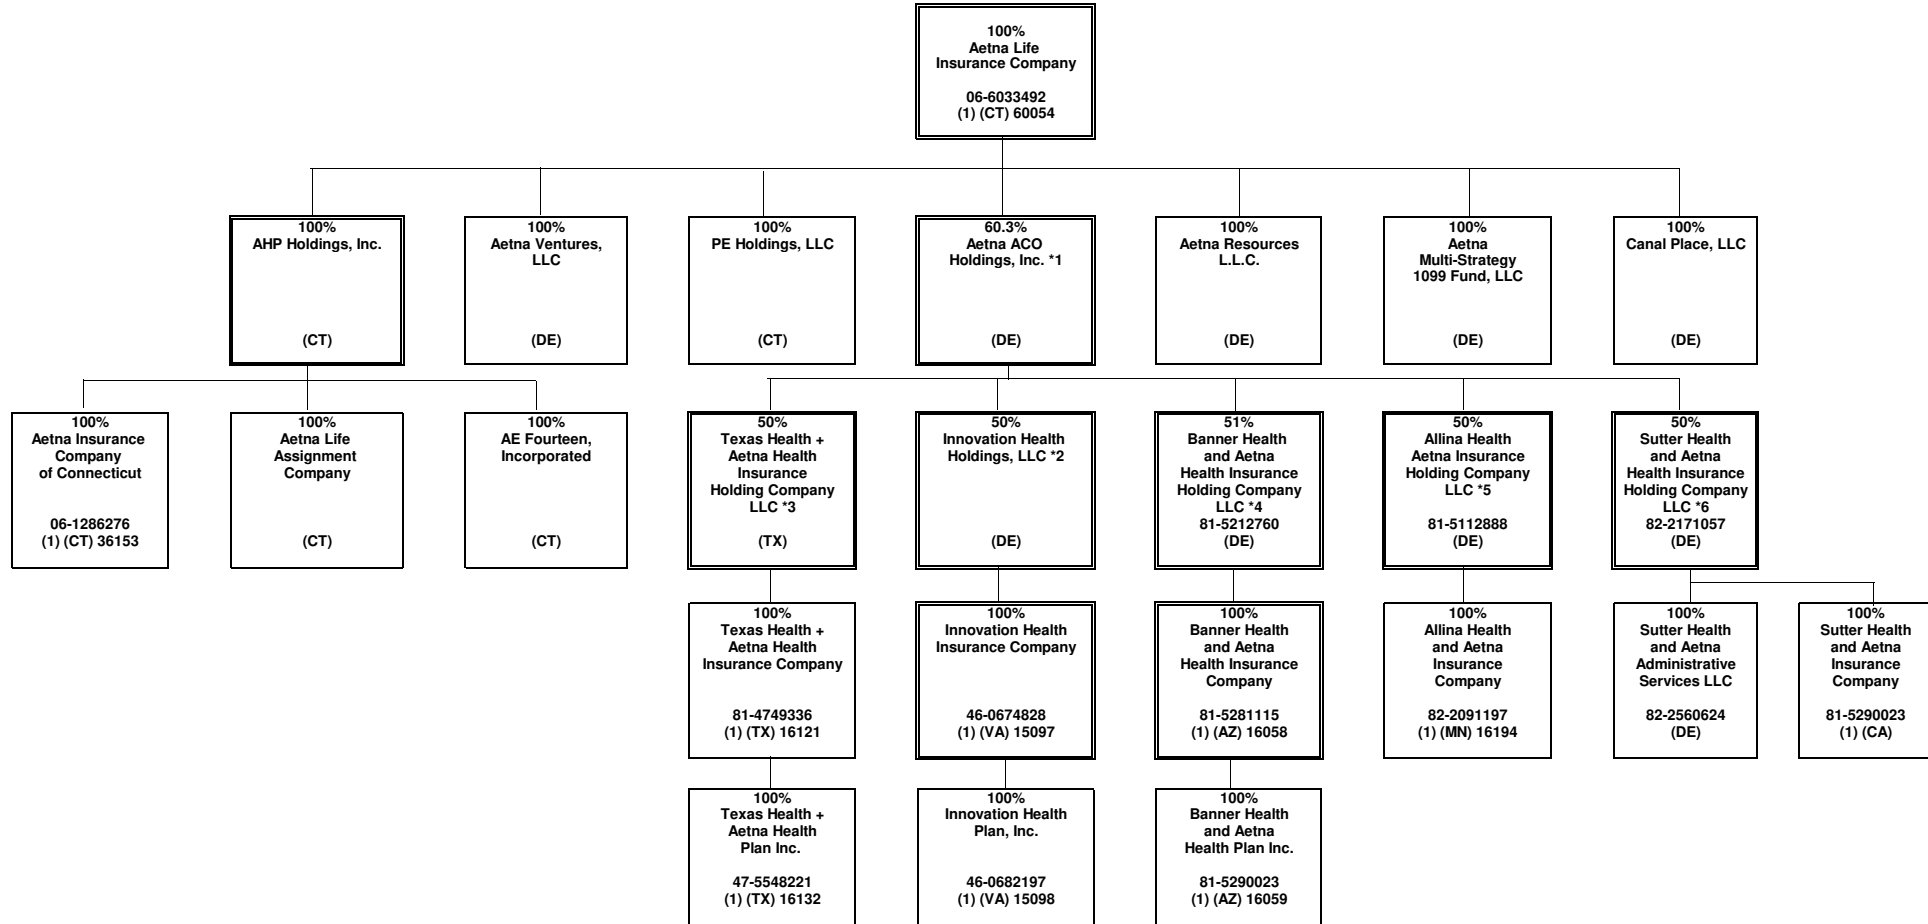 100%
Aetna Life
Insurance Company
06-6033492
(1) (CT) 60054
100%
AHP Holdings, Inc.
(CT)
100%
Aetna Ventures,
LLC
(DE)
100%
PE Holdings, LLC
(CT)
60.3%
Aetna ACO
Holdings, Inc. *1
(DE)
100%
Aetna Resources
L.L.C.
(DE)
100%
Aetna
Multi-Strategy
1099 Fund, LLC
(DE)
100%
Canal Place, LLC
(DE)
100%
Aetna Insurance
Company
of Connecticut
06-1286276
(1) (CT) 36153
100%
Aetna Life
Assignment
Company
(CT)
100%
AE Fourteen,
Incorporated
(CT)
50%
Texas Health +
Aetna Health
Insurance
Holding Company
LLC *3
(TX)
50%
Innovation Health
Holdings, LLC *2
(DE)
51%
Banner Health
and Aetna
Health Insurance
Holding Company
LLC *4
81-5212760
(DE)
50%
Allina Health
Aetna Insurance
Holding Company
LLC *5
81-5112888
(DE)
50%
Sutter Health
and Aetna
Health Insurance
Holding Company
LLC *6
82-2171057
(DE)
100%
Texas Health +
Aetna Health
Insurance Company
81-4749336
(1) (TX) 16121
100%
Innovation Health
Insurance Company
46-0674828
(1) (VA) 15097
100%
Banner Health
and Aetna
Health Insurance
Company
81-5281115
(1) (AZ) 16058
100%
Allina Health
and Aetna
Insurance
Company
82-2091197
(1) (MN) 16194
100%
Sutter Health
and Aetna
Administrative
Services LLC
82-2560624
(DE)
100%
Sutter Health
and Aetna
Insurance
Company
81-5290023
(1) (CA)
100%
Texas Health +
Aetna Health
Plan Inc.
47-5548221
(1) (TX) 16132
100%
Innovation Health
Plan, Inc.
46-0682197
(1) (VA) 15098
100%
Banner Health
and Aetna
Health Plan Inc.
81-5290023
(1) (AZ) 16059